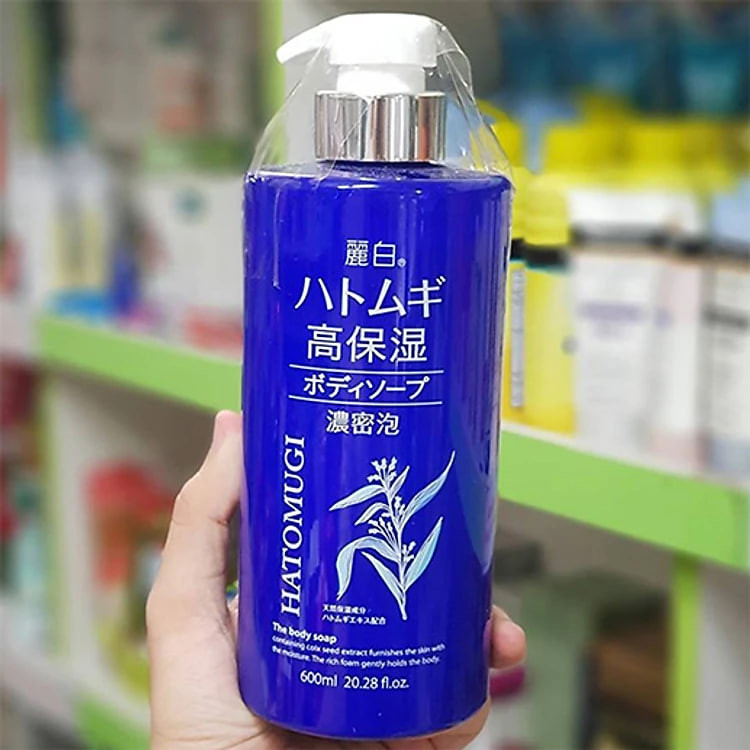 麗白®
ハトムギ
高保湿
ボディソープ
濃密泡
HATOMUGI
天然保湿成分
ハトムギエキス配合
The body soap
containing coix seed extract furnishes the skin with
the moisture. The rich foam gently holds the body.
600ml 20.28 fl.oz.